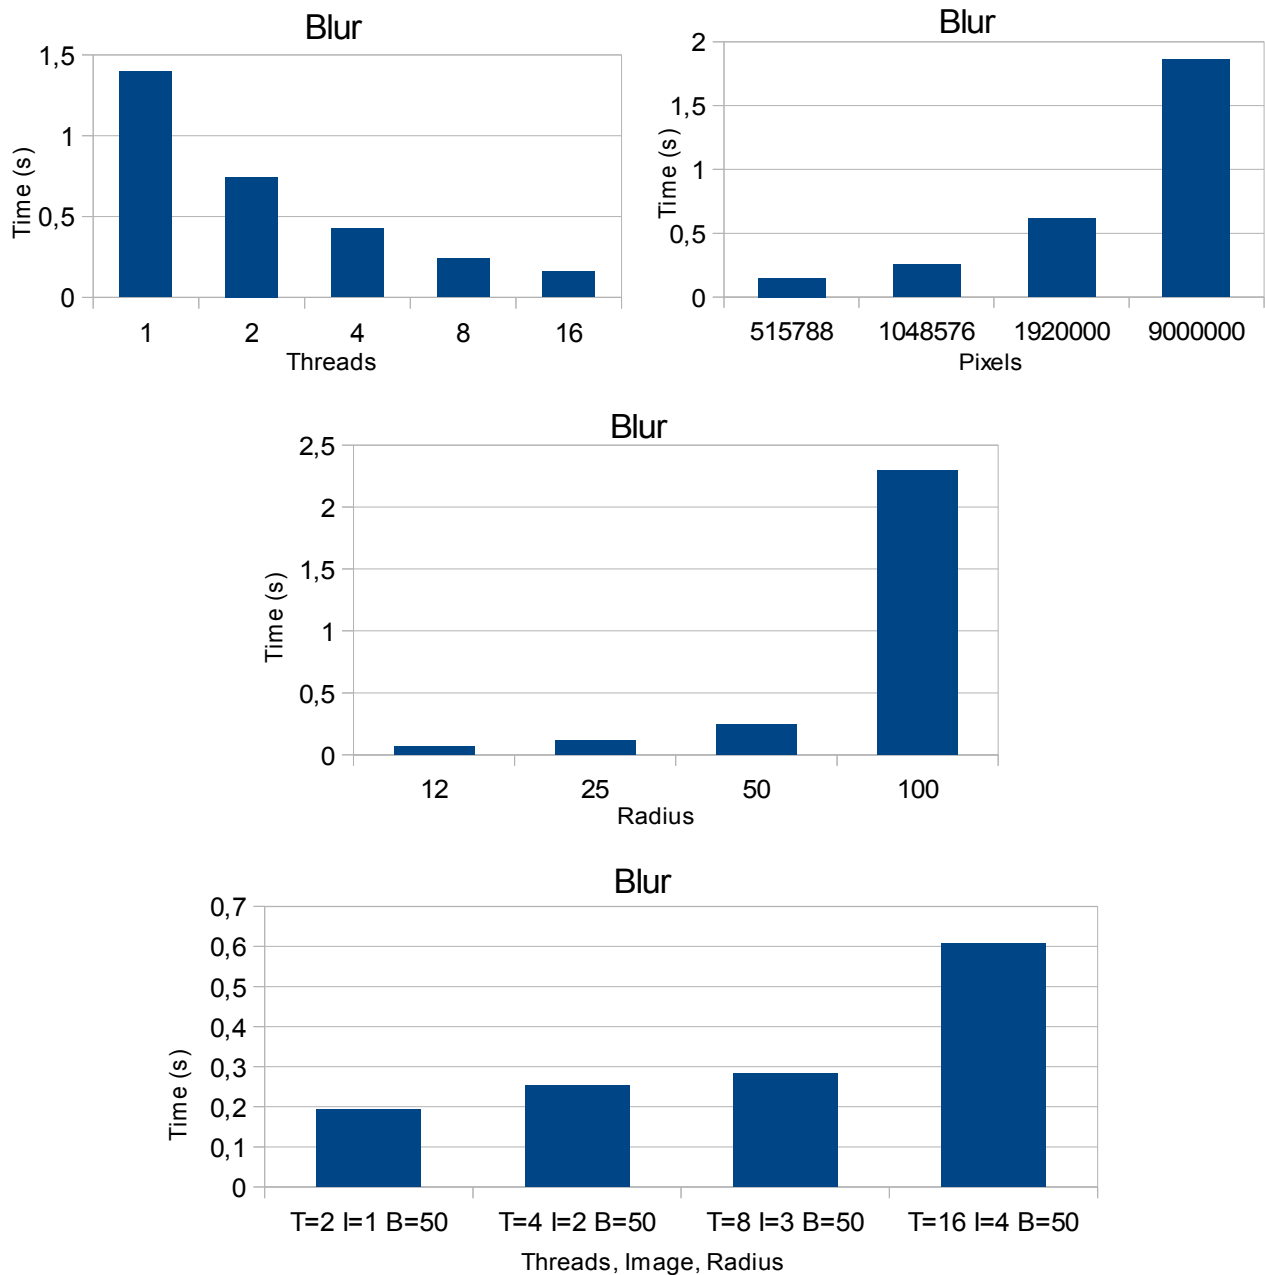 Blur
1,5
1
0,5
0
Time (s)
1 2 4 8 16
Threads
Blur
2
1,5
1
0,5
0
Time (s)
515788 1048576 1920000 9000000
Pixels
Blur
2,5
2
1,5
1
0,5
0
Time (s)
12 25 50 100
Radius
Blur
0,7
0,6
0,5
0,4
0,3
0,2
0,1
0
Time (s)
T=2 I=1 B=50 T=4 I=2 B=50 T=8 I=3 B=50 T=16 I=4 B=50
Threads, Image, Radius